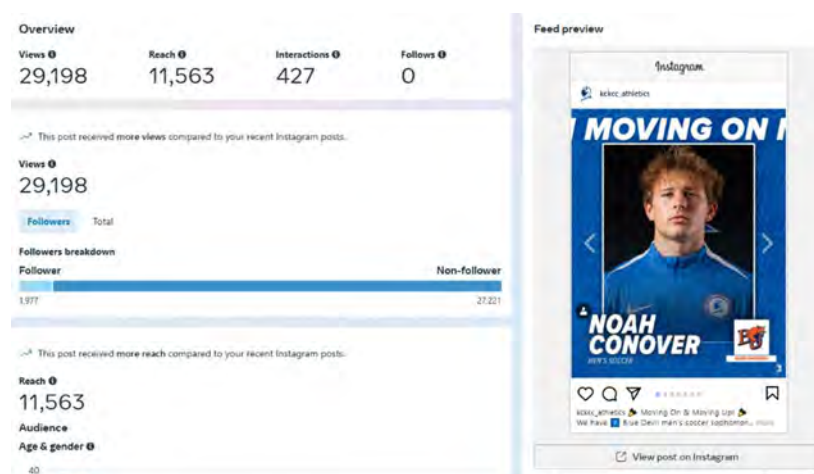 Overview
Views
Reach
Interactions
Follows
29,198
11,563
427
0
This post received more views compared to your recent Instagram posts.
Views
29,198
Followers
Total
Followers breakdown
Follower
Non-follower
1,977
27,221
This post received more reach compared to your recent Instagram posts.
Reach
11,563
Audience
Age & gender
40
Feed preview
Instagram
kckcc_athletics
MOVING ON
NOAH
CONOVER
MEN'S SOCCER
3
kckcc_athletics Moving On & Moving Up!
We have Blue Devil men's soccer sophomor... more
View post on Instagram